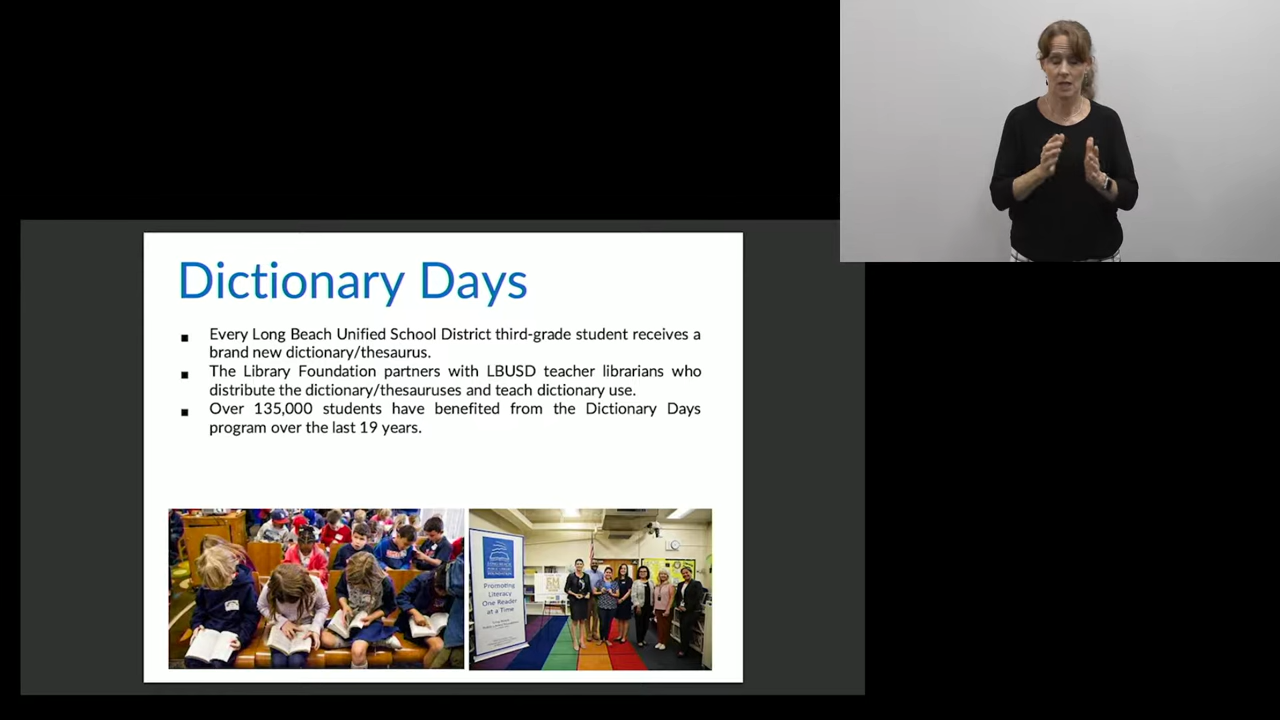 Dictionary Days
Every Long Beach Unified School District third-grade student receives a
brand new dictionary/thesaurus.
The Library Foundation partners with LBUSD teacher librarians who
distribute the dictionary/thesauruses and teach dictionary use.
Over 135,000 students have benefited from the Dictionary Days
program over the last 19 years.
Promoting
Literacy
One Reader
at a Time